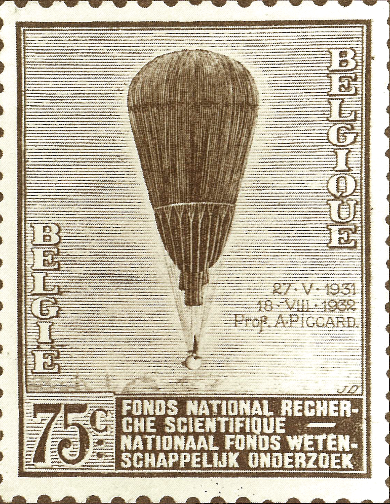 BELGIQUE
BELGIE
27·V·1931
18·VIII·1932
Prof. A.PICCARD.
JD
75c
FONDS NATIONAL RECHER-
CHE SCIENTIFIQUE —
NATIONAAL FONDS WETEN-
SCHAPPELIJK ONDERZOEK